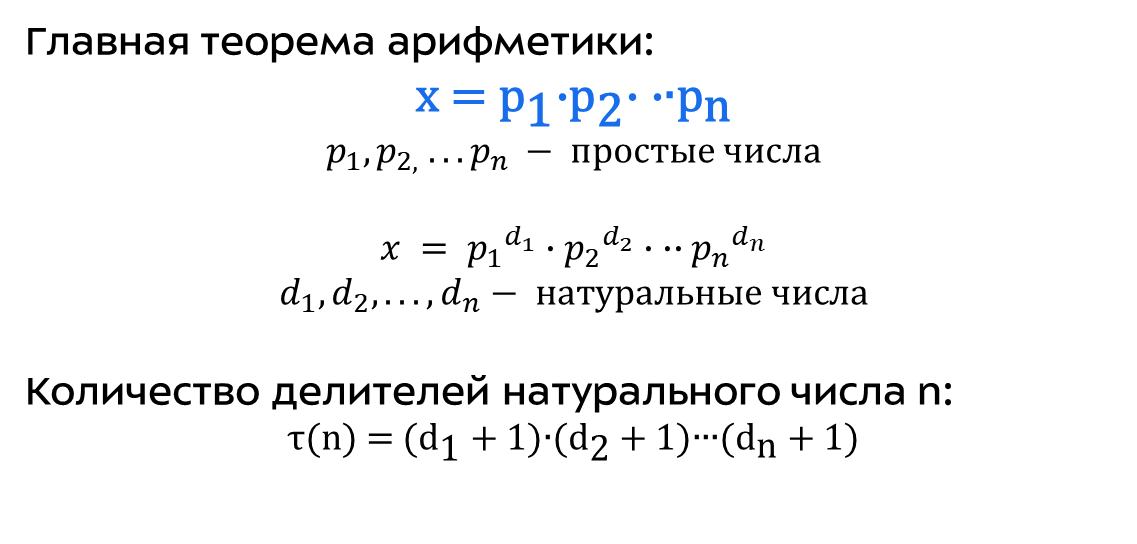 Главная теорема арифметики:
x = p₁·p₂· ··pₙ
p₁, p₂, … pₙ − простые числа
x = p₁^d₁ · p₂^d₂ · ·· pₙ^dₙ
d₁, d₂, …, dₙ − натуральные числа
Количество делителей натурального числа n:
τ(n) = (d₁ + 1)·(d₂ + 1)···(dₙ + 1)